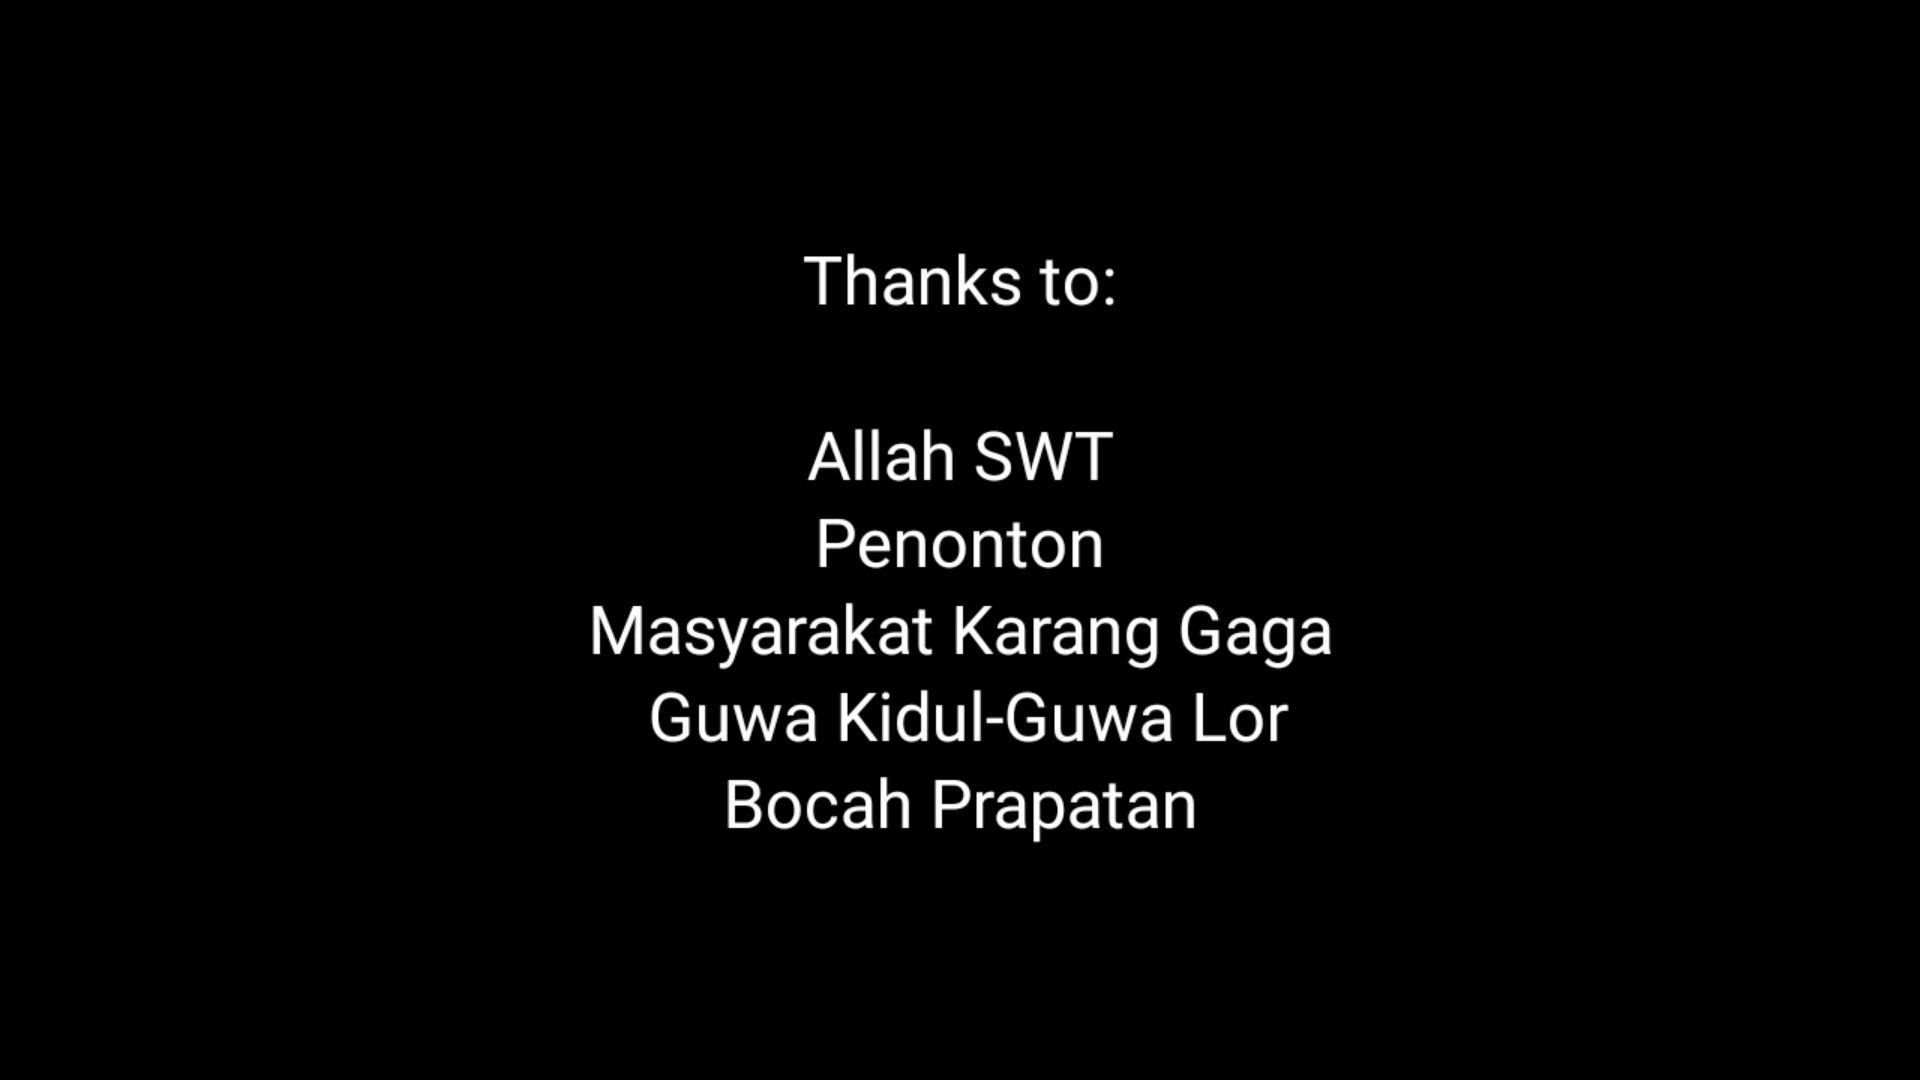 Thanks to:
Allah SWT
Penonton
Masyarakat Karang Gaga
Guwa Kidul-Guwa Lor
Bocah Prapatan